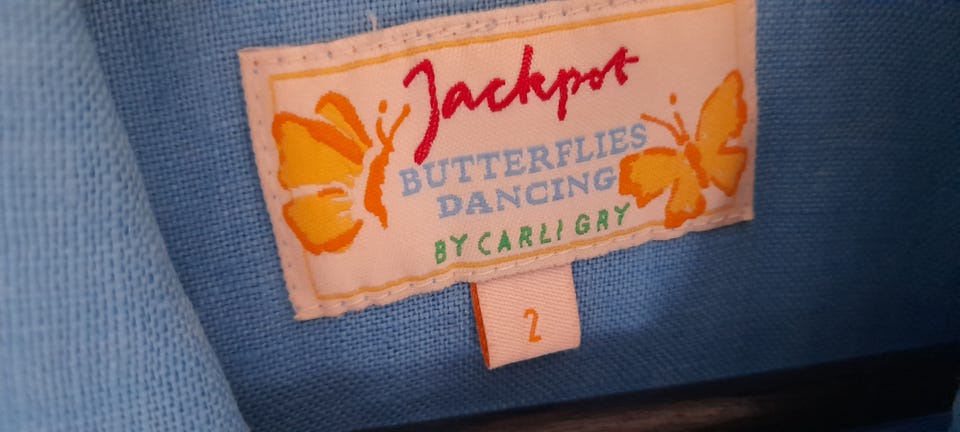 Jackpot
BUTTERFLIES
DANCING
BY CARLI GRY
2